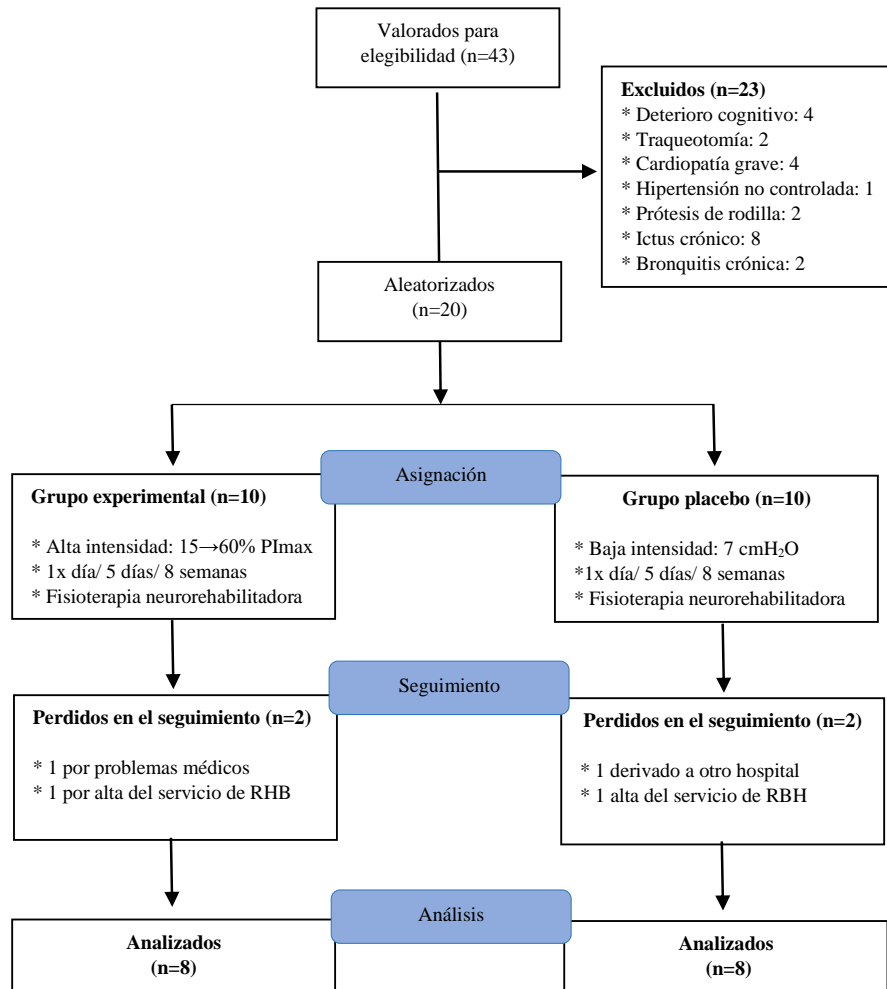 Valorados para
elegibilidad (n=43)
Excluidos (n=23)
* Deterioro cognitivo: 4
* Traqueotomía: 2
* Cardiopatía grave: 4
* Hipertensión no controlada: 1
* Prótesis de rodilla: 2
* Ictus crónico: 8
* Bronquitis crónica: 2
Aleatorizados
(n=20)
Asignación
Grupo experimental (n=10)
* Alta intensidad: 15→60% PImax
* 1x día/ 5 días/ 8 semanas
* Fisioterapia neurorehabilitadora
Grupo placebo (n=10)
* Baja intensidad: 7 cmH₂O
*1x día/ 5 días/ 8 semanas
* Fisioterapia neurorehabilitadora
Seguimiento
Perdidos en el seguimiento (n=2)
* 1 por problemas médicos
* 1 por alta del servicio de RHB
Perdidos en el seguimiento (n=2)
* 1 derivado a otro hospital
* 1 alta del servicio de RBH
Análisis
Analizados
(n=8)
Analizados
(n=8)